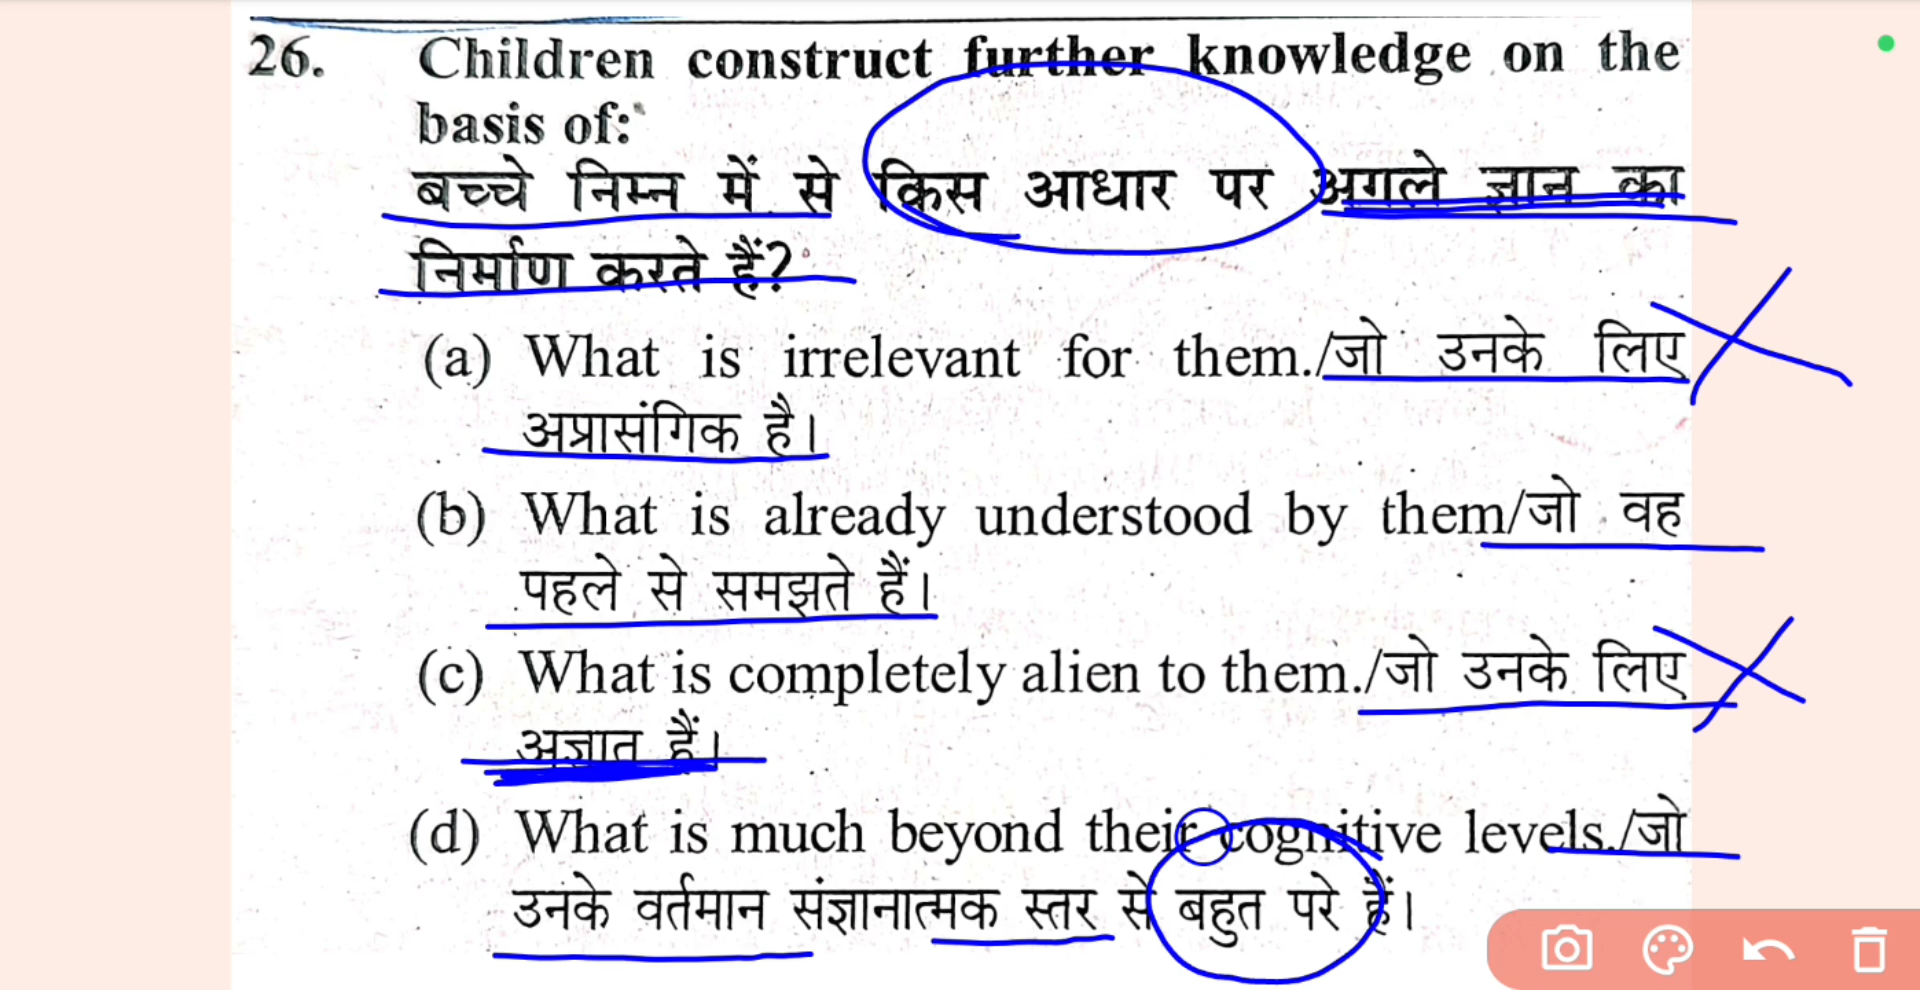 26. Children construct further knowledge on the
basis of:
बच्चे निम्न में से किस आधार पर अगले ज्ञान का
निर्माण करते हैं?
(a) What is irrelevant for them./जो उनके लिए
अप्रासंगिक है।
(b) What is already understood by them/जो वह
पहले से समझते हैं।
(c) What is completely alien to them./जो उनके लिए
अज्ञात हैं।
(d) What is much beyond their cognitive levels./जो
उनके वर्तमान संज्ञानात्मक स्तर से बहुत परे हैं।